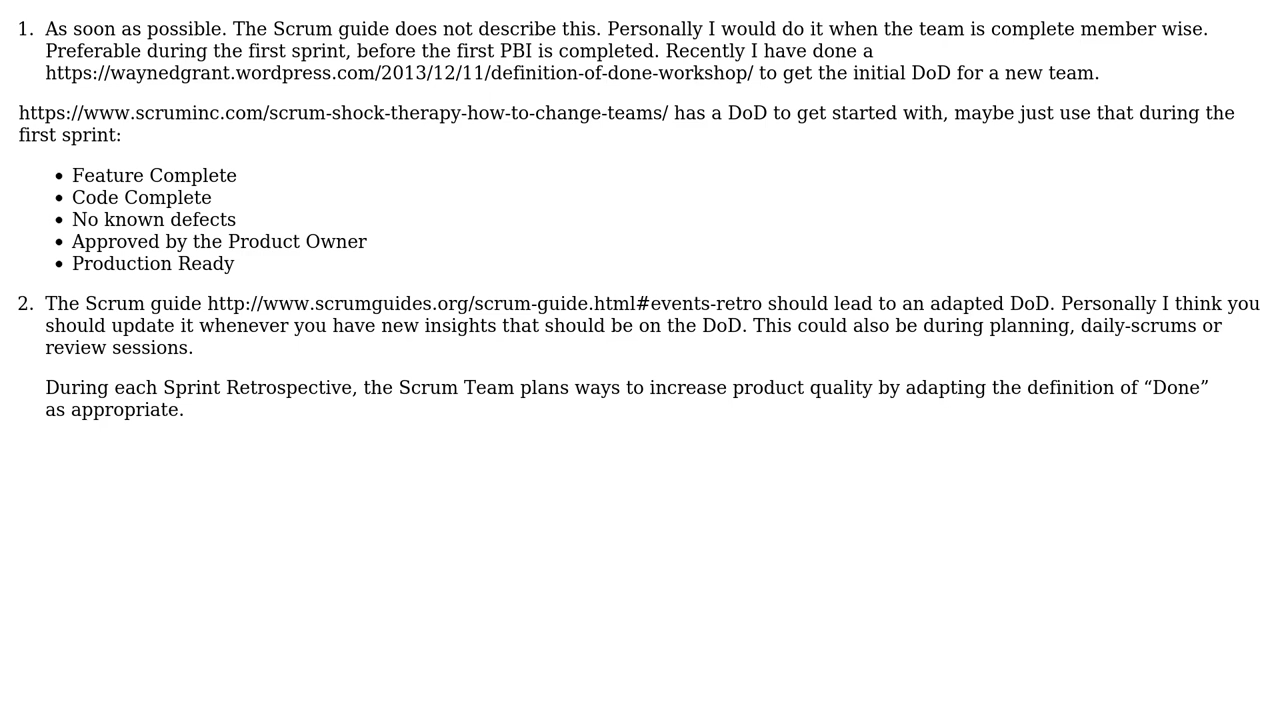 1. As soon as possible. The Scrum guide does not describe this. Personally I would do it when the team is complete member wise.
Preferable during the first sprint, before the first PBI is completed. Recently I have done a
https://waynedgrant.wordpress.com/2013/12/11/definition-of-done-workshop/ to get the initial DoD for a new team.
https://www.scruminc.com/scrum-shock-therapy-how-to-change-teams/ has a DoD to get started with, maybe just use that during the
first sprint:
• Feature Complete
• Code Complete
• No known defects
• Approved by the Product Owner
• Production Ready
2. The Scrum guide http://www.scrumguides.org/scrum-guide.html#events-retro should lead to an adapted DoD. Personally I think you
should update it whenever you have new insights that should be on the DoD. This could also be during planning, daily-scrums or
review sessions.
During each Sprint Retrospective, the Scrum Team plans ways to increase product quality by adapting the definition of “Done”
as appropriate.